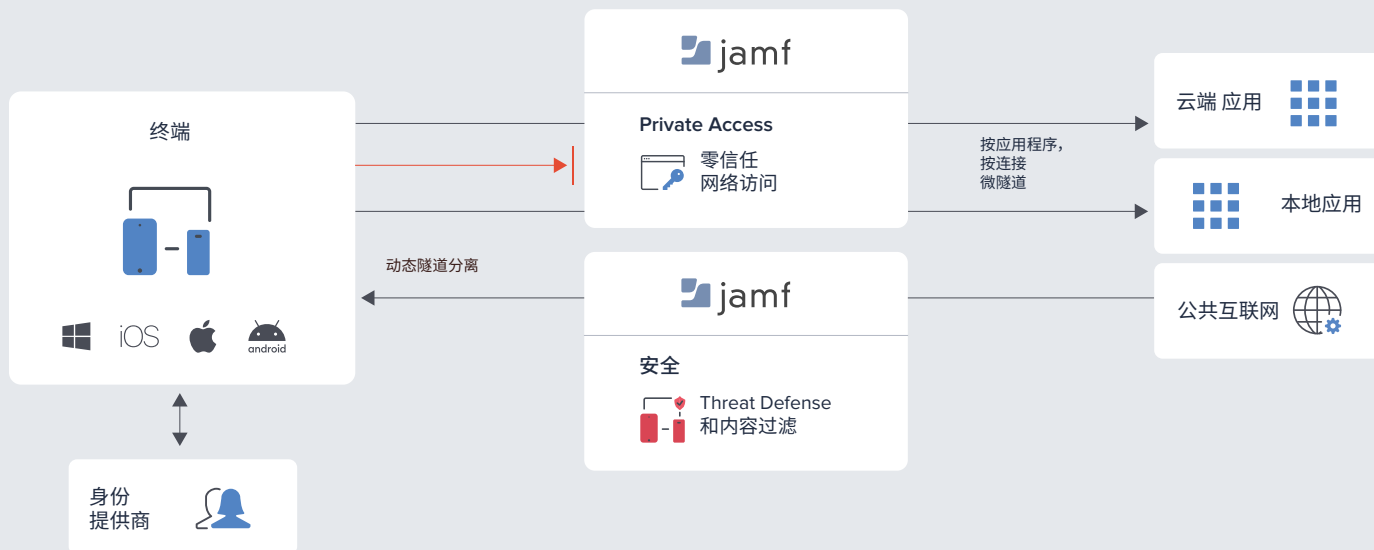 终端
iOS
android
身份
提供商
动态隧道分离
jamf
Private Access
零信任
网络访问
jamf
安全
Threat Defense
和内容过滤
按应用程序，
按连接
微隧道
云端 应用
本地应用
公共互联网